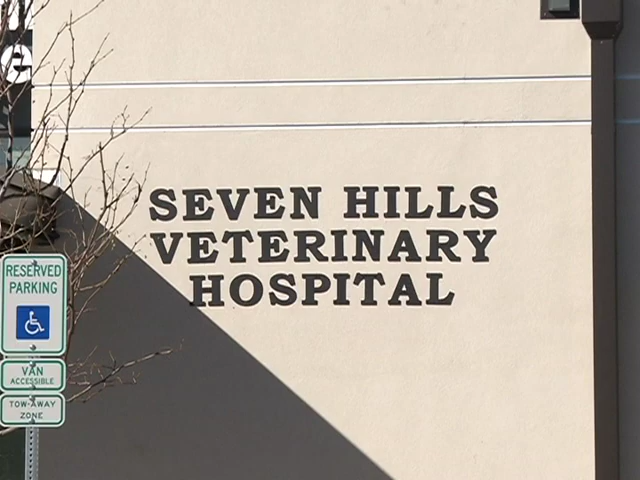 SEVEN HILLS
VETERINARY
HOSPITAL
RESERVED
PARKING
VAN
ACCESSIBLE
TOW-AWAY
ZONE